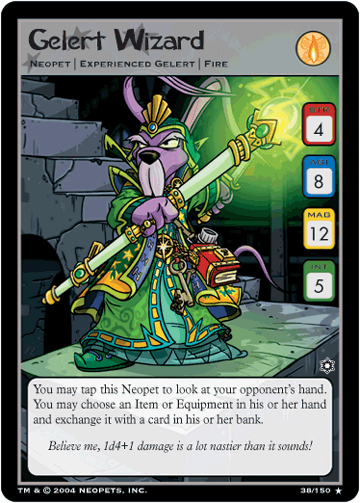 Gelert Wizard
Neopet | Experienced Gelert | Fire
STR
4
AGI
8
MAG
12
INT
5
You may tap this Neopet to look at your opponent's hand.
You may choose an Item or Equipment in his or her hand
and exchange it with a card in his or her bank.
Believe me, 1d4+1 damage is a lot nastier than it sounds!
TM & © 2004 NEOPETS, INC.
38/150 ★